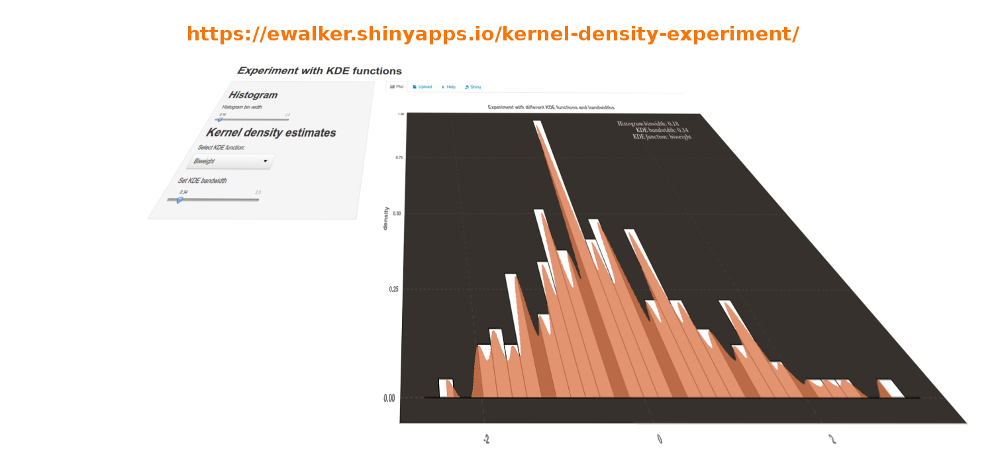 https://ewalker.shinyapps.io/kernel-density-experiment/
Experiment with KDE functions
Histogram
Histogram bin width
Kernel density estimates
Select KDE function:
Biweight
Set KDE bandwidth
0.34
Plot Upload Help String
Experiment with different KDE functions and bandwidths
Histogram binwidth: 0.18
KDE bandwidth: 0.34
KDE function: biweight
density
1.00
0.75
0.50
0.25
0.00
-2 0 2